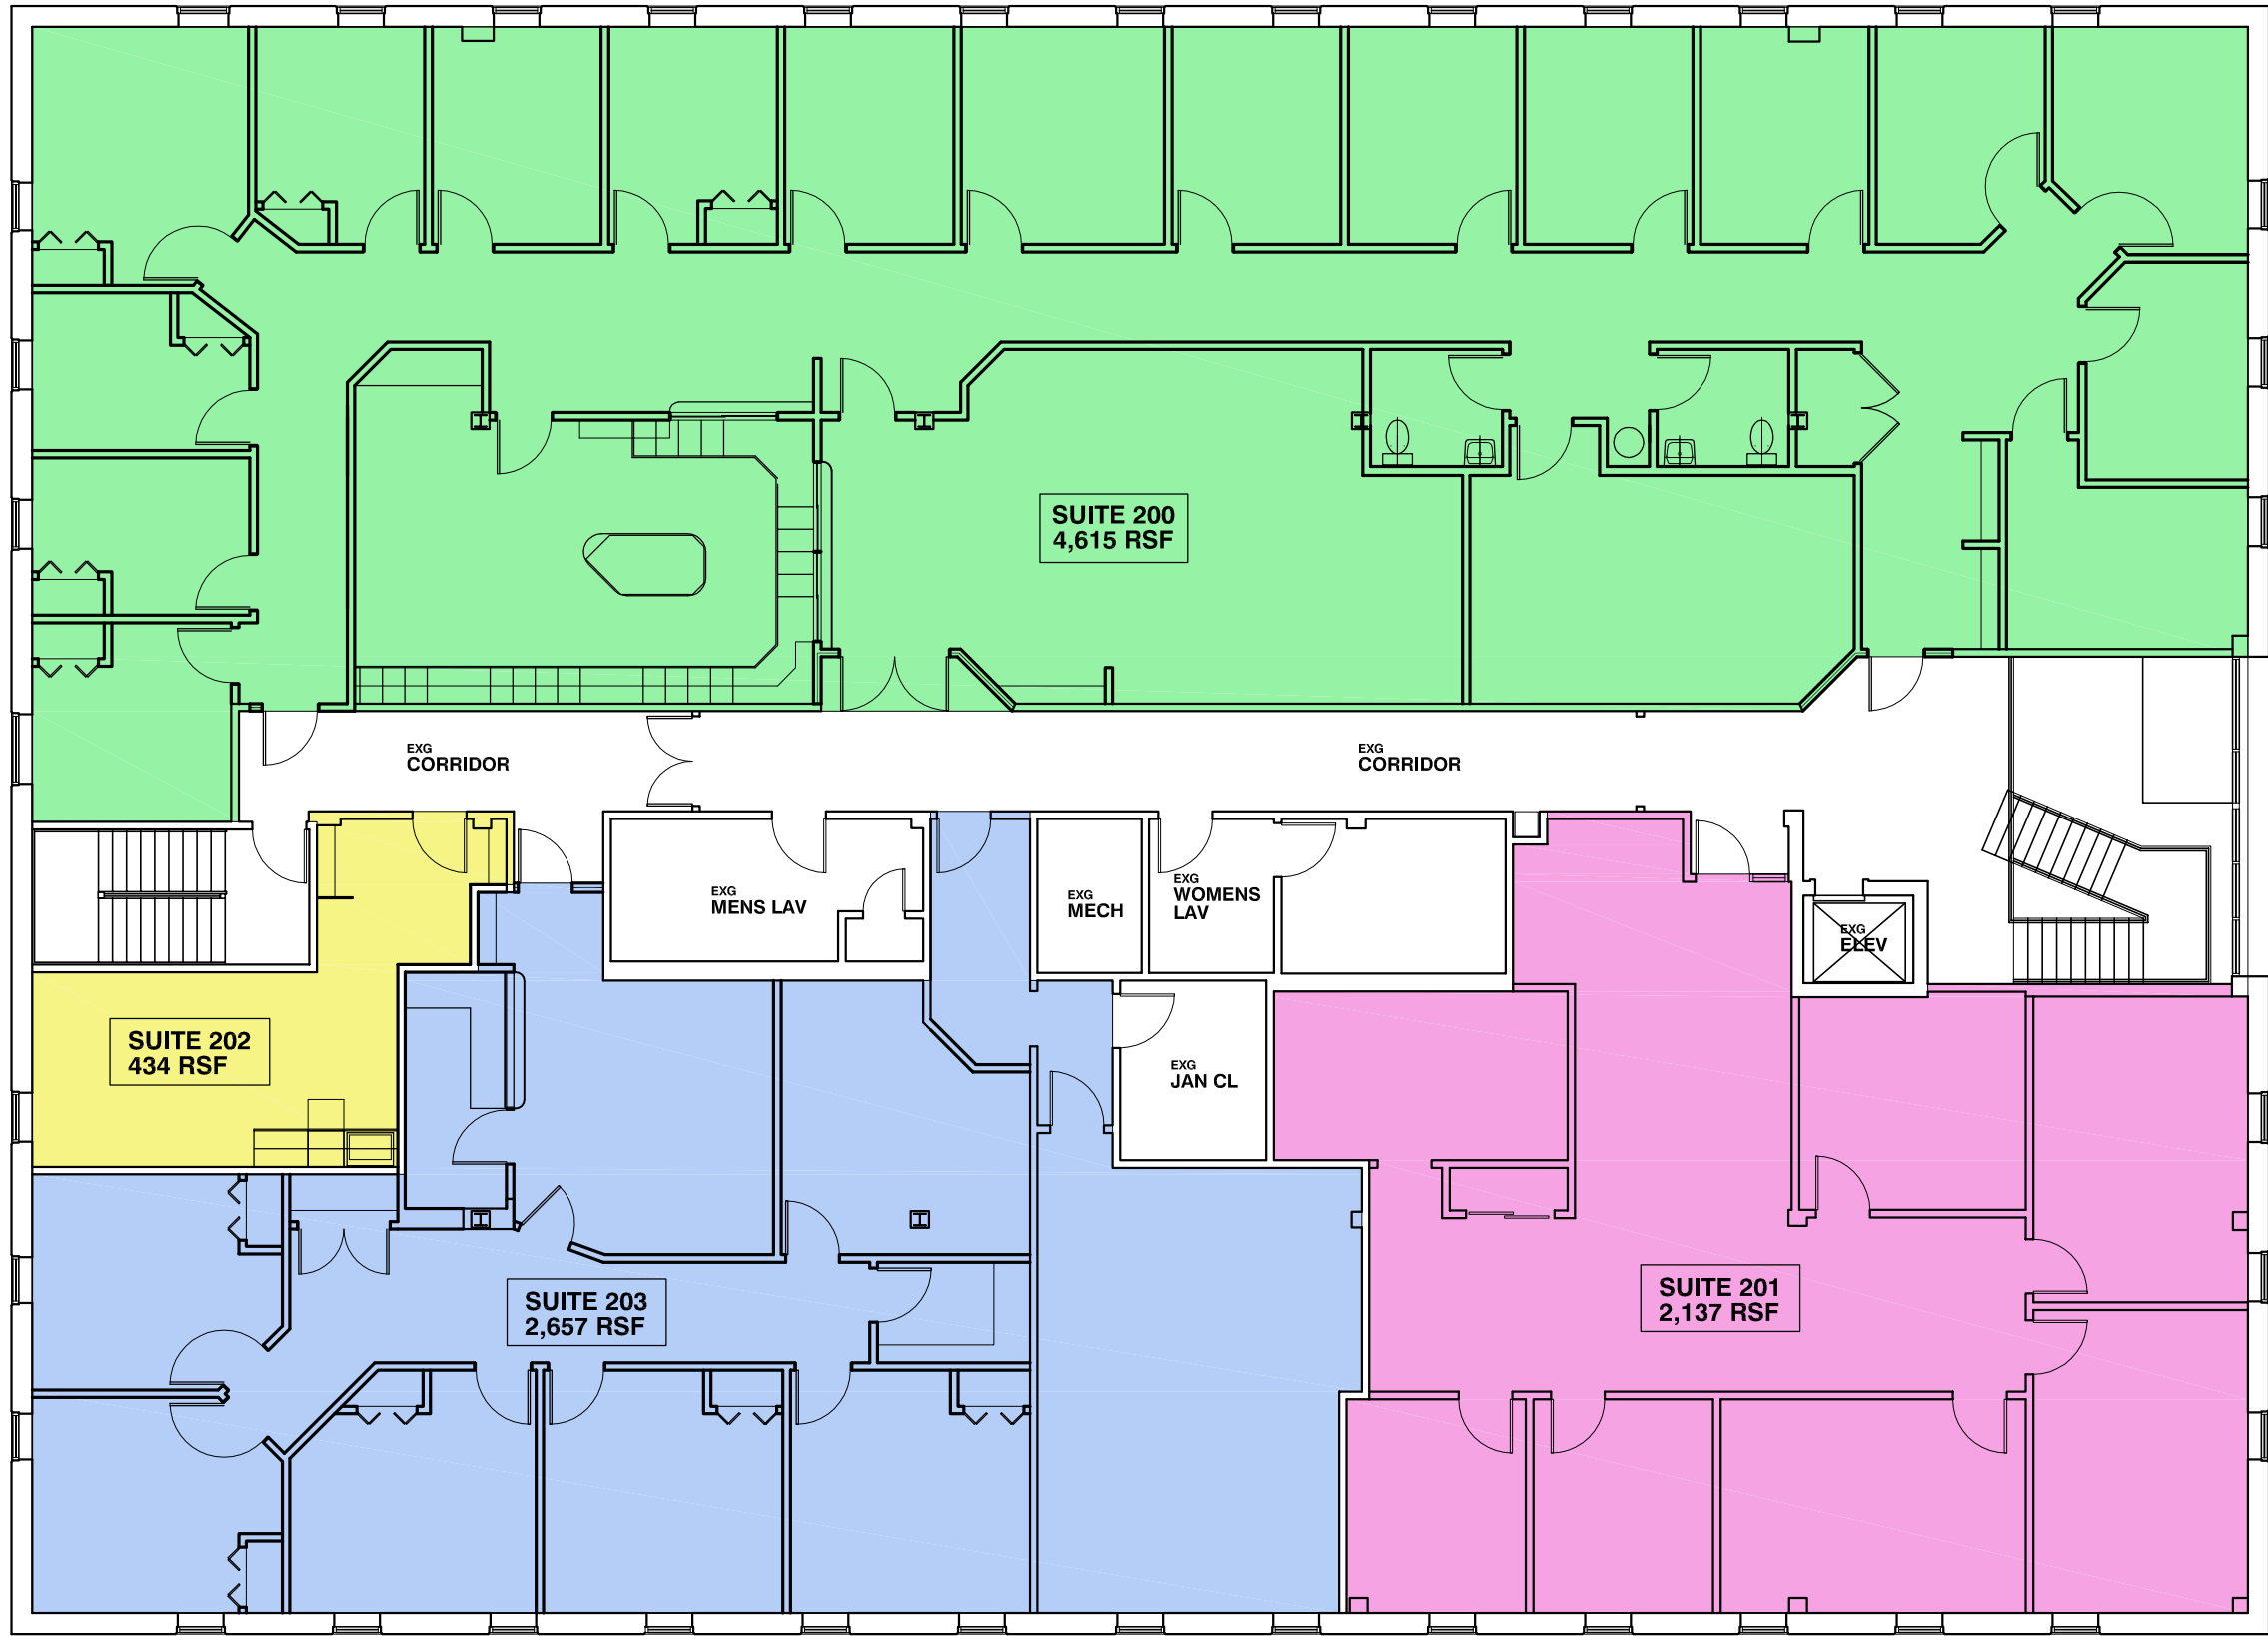 SUITE 200
4,615 RSF
EXG
CORRIDOR
EXG
CORRIDOR
EXG
MENS LAV
EXG
MECH
EXG
WOMENS
LAV
EXG
ELEV
SUITE 202
434 RSF
EXG
JAN CL
SUITE 203
2,657 RSF
SUITE 201
2,137 RSF